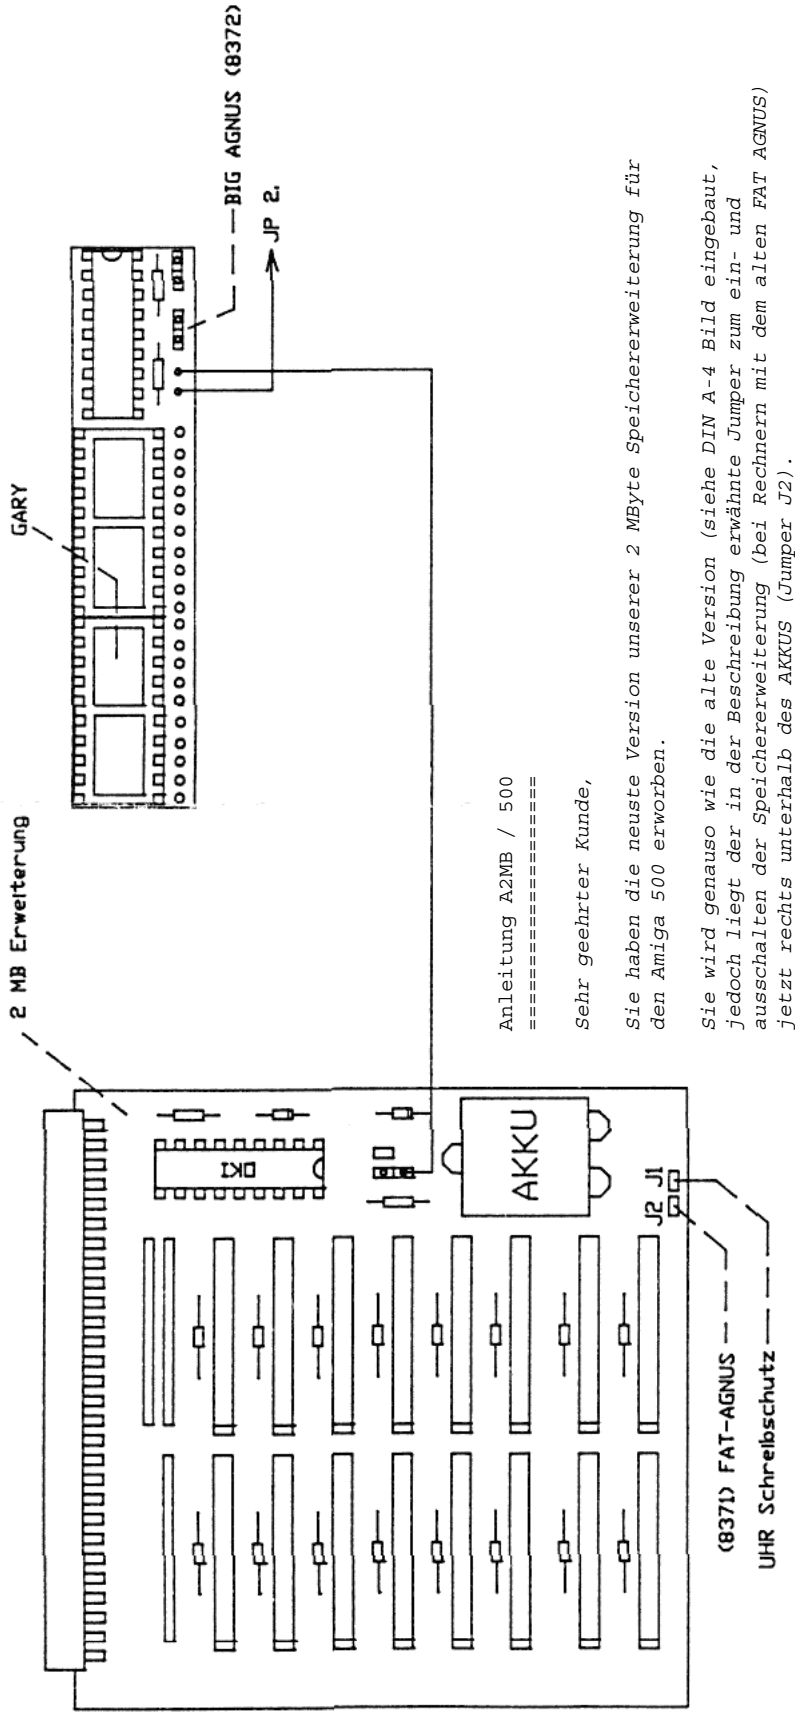 2 MB Erweiterung
GARY
BIG AGNUS (8372)
JP 2.
OKI
AKKU
J2 J1
(8371) FAT-AGNUS
UHR Schreibschutz
Anleitung A2MB / 500
====================
Sehr geehrter Kunde,
Sie haben die neuste Version unserer 2 MByte Speichererweiterung für
den Amiga 500 erworben.
Sie wird genauso wie die alte Version (siehe DIN A-4 Bild eingebaut,
jedoch liegt der in der Beschreibung erwähnte Jumper zum ein- und
ausschalten der Speichererweiterung (bei Rechnern mit dem alten FAT AGNUS)
jetzt rechts unterhalb des AKKUS (Jumper J2).